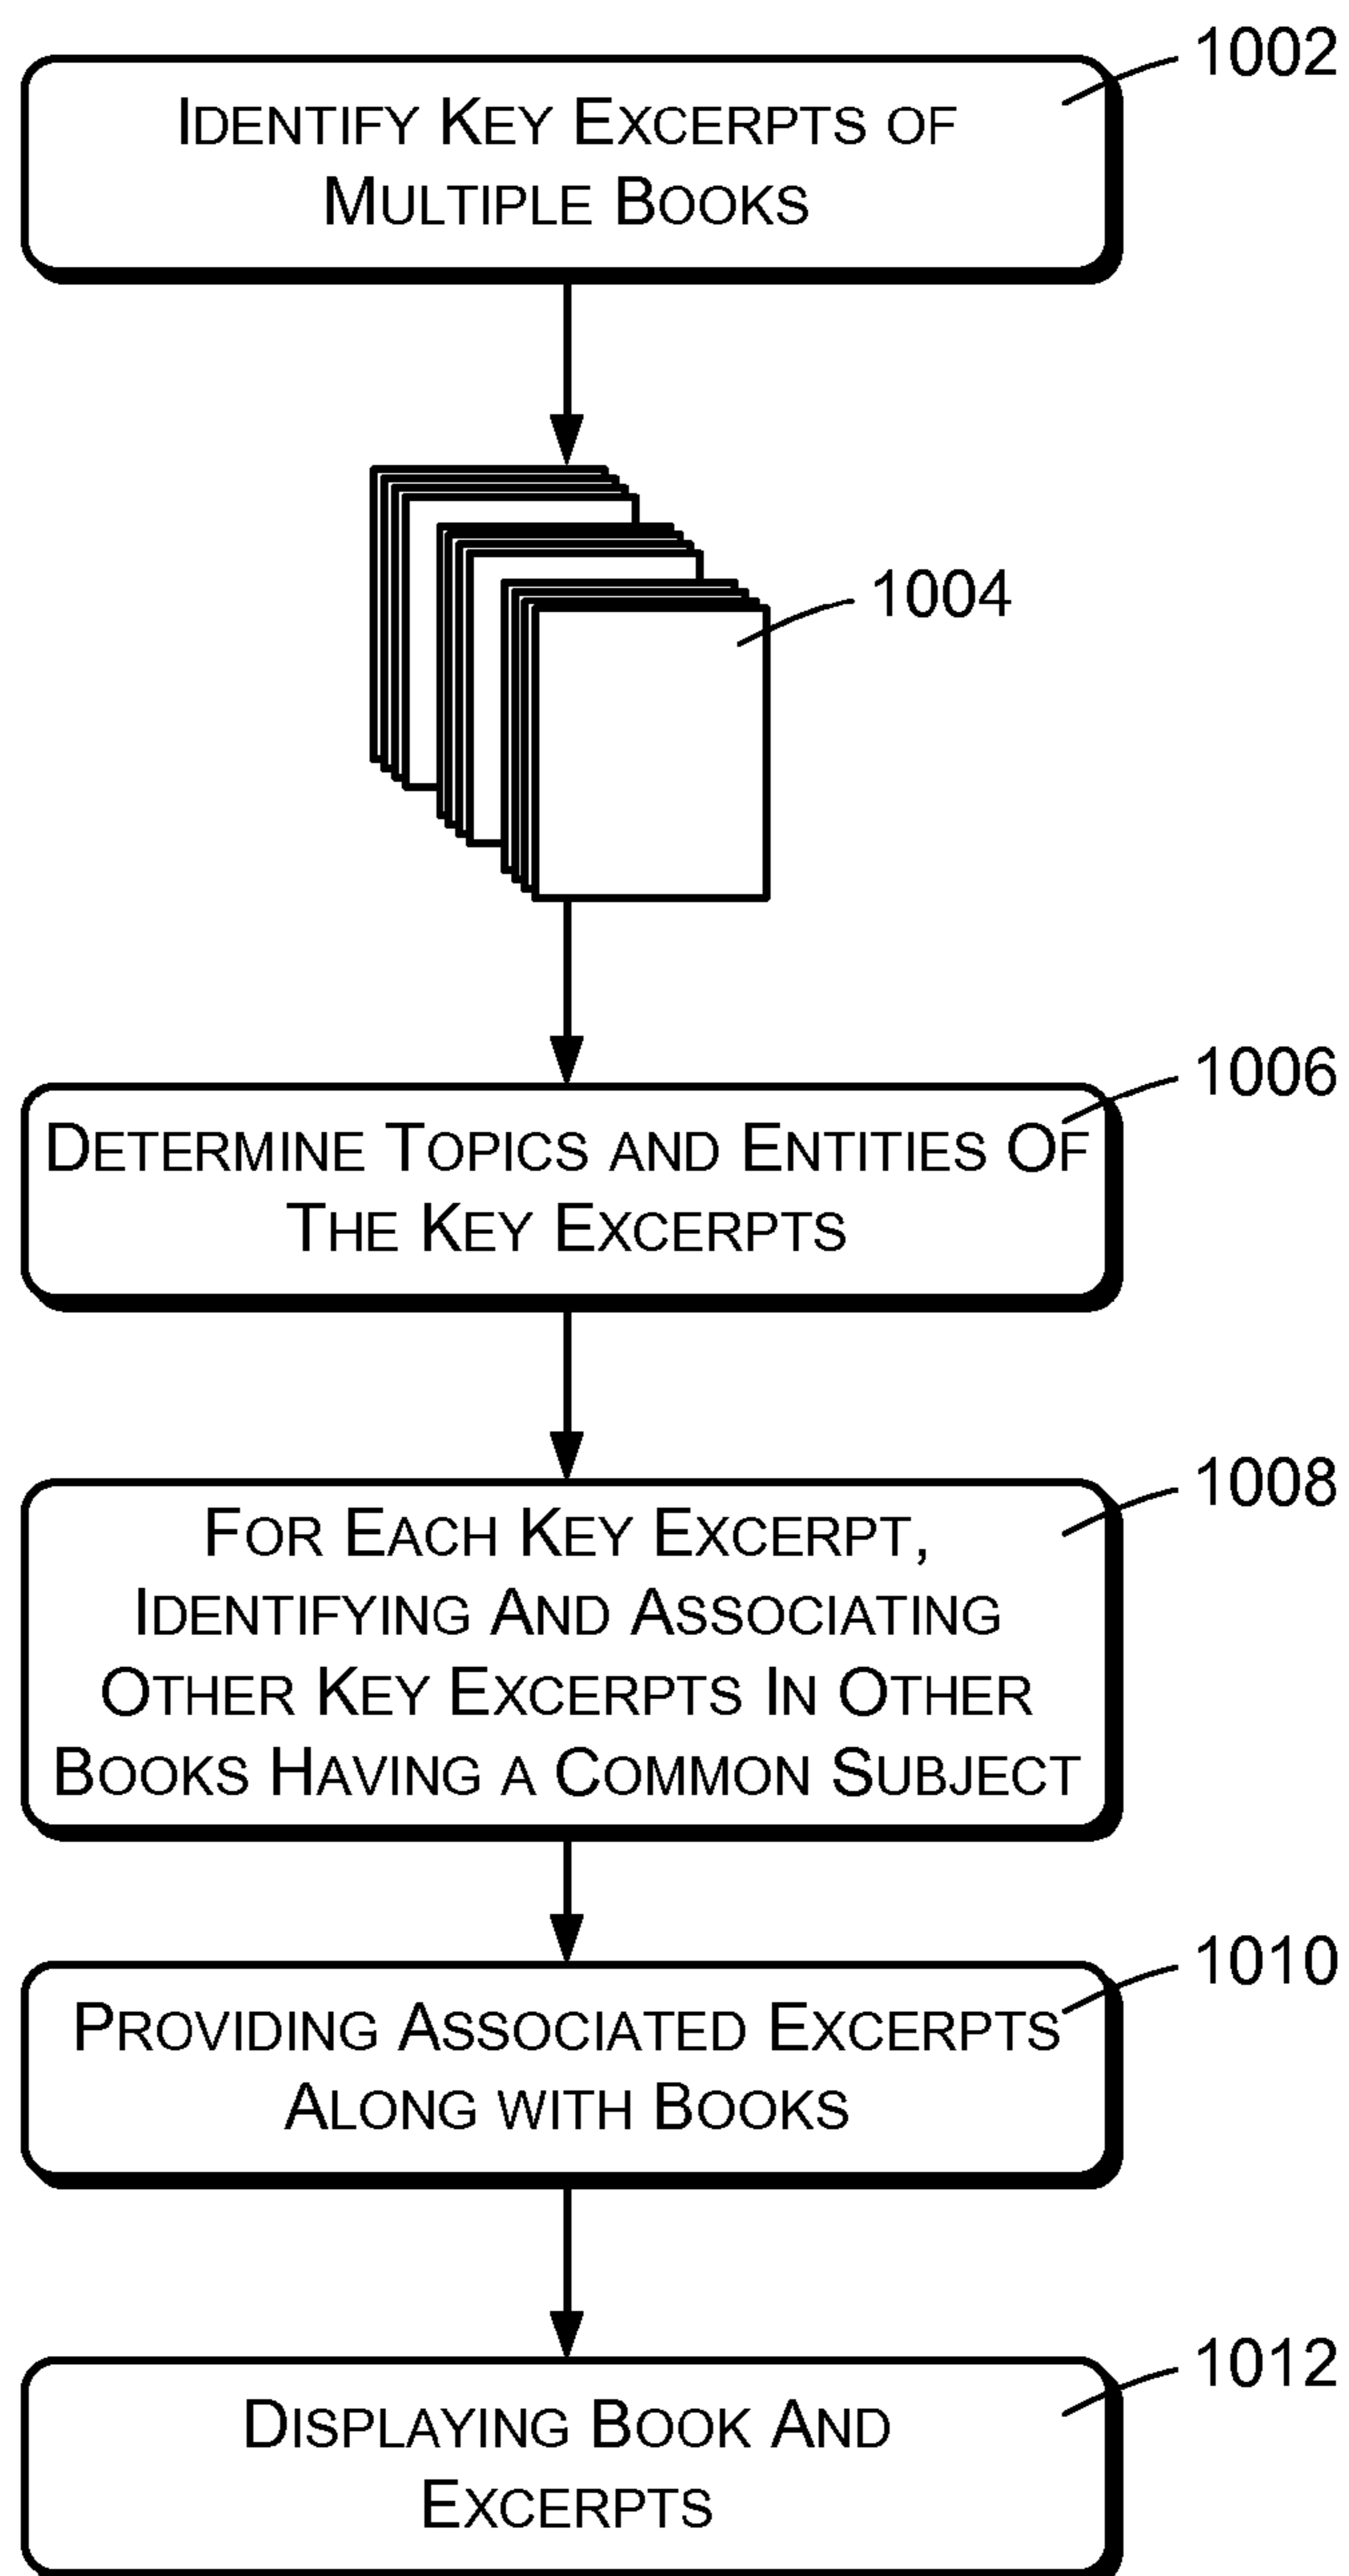 1002
IDENTIFY KEY EXCERPTS OF
MULTIPLE BOOKS
1004
1006
DETERMINE TOPICS AND ENTITIES OF
THE KEY EXCERPTS
1008
FOR EACH KEY EXCERPT,
IDENTIFYING AND ASSOCIATING
OTHER KEY EXCERPTS IN OTHER
BOOKS HAVING A COMMON SUBJECT
1010
PROVIDING ASSOCIATED EXCERPTS
ALONG WITH BOOKS
1012
DISPLAYING BOOK AND
EXCERPTS